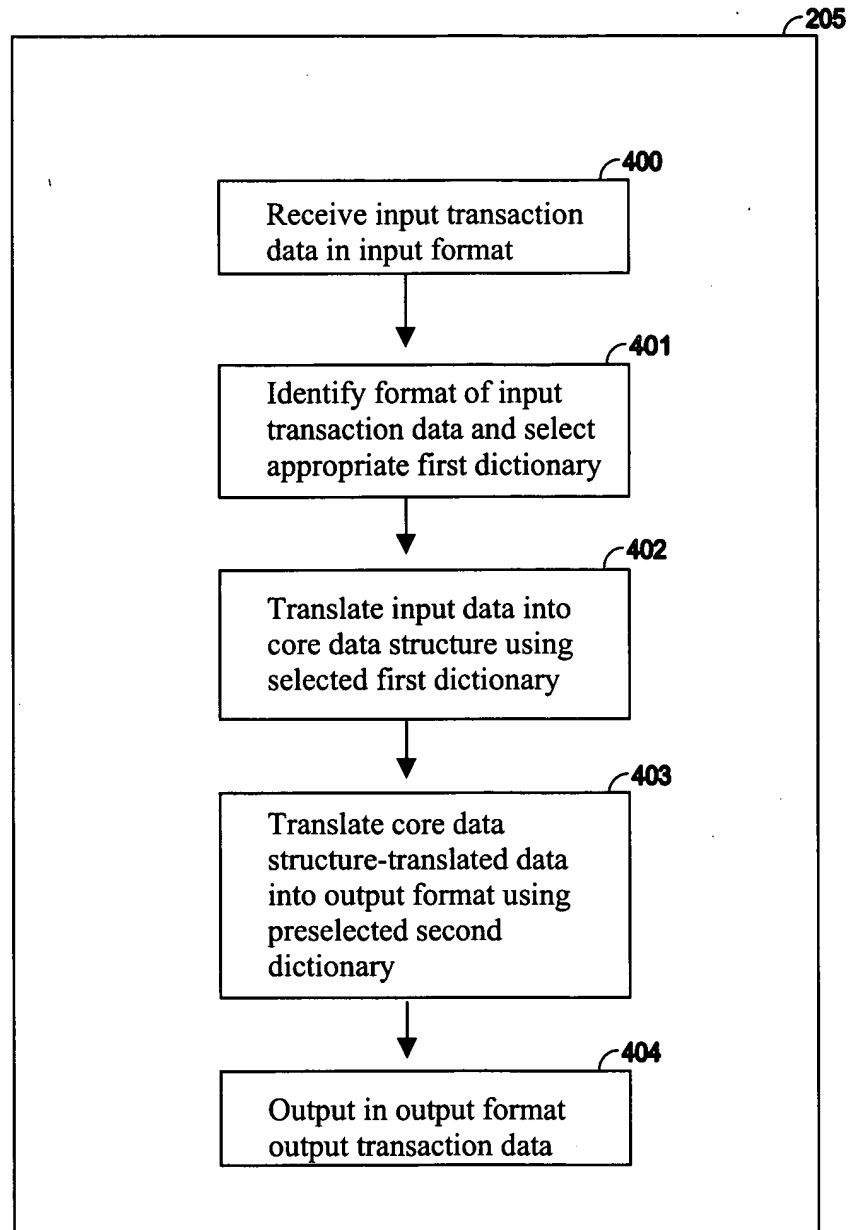 205
400
Receive input transaction
data in input format
401
Identify format of input
transaction data and select
appropriate first dictionary
402
Translate input data into
core data structure using
selected first dictionary
403
Translate core data
structure-translated data
into output format using
preselected second
dictionary
404
Output in output format
output transaction data